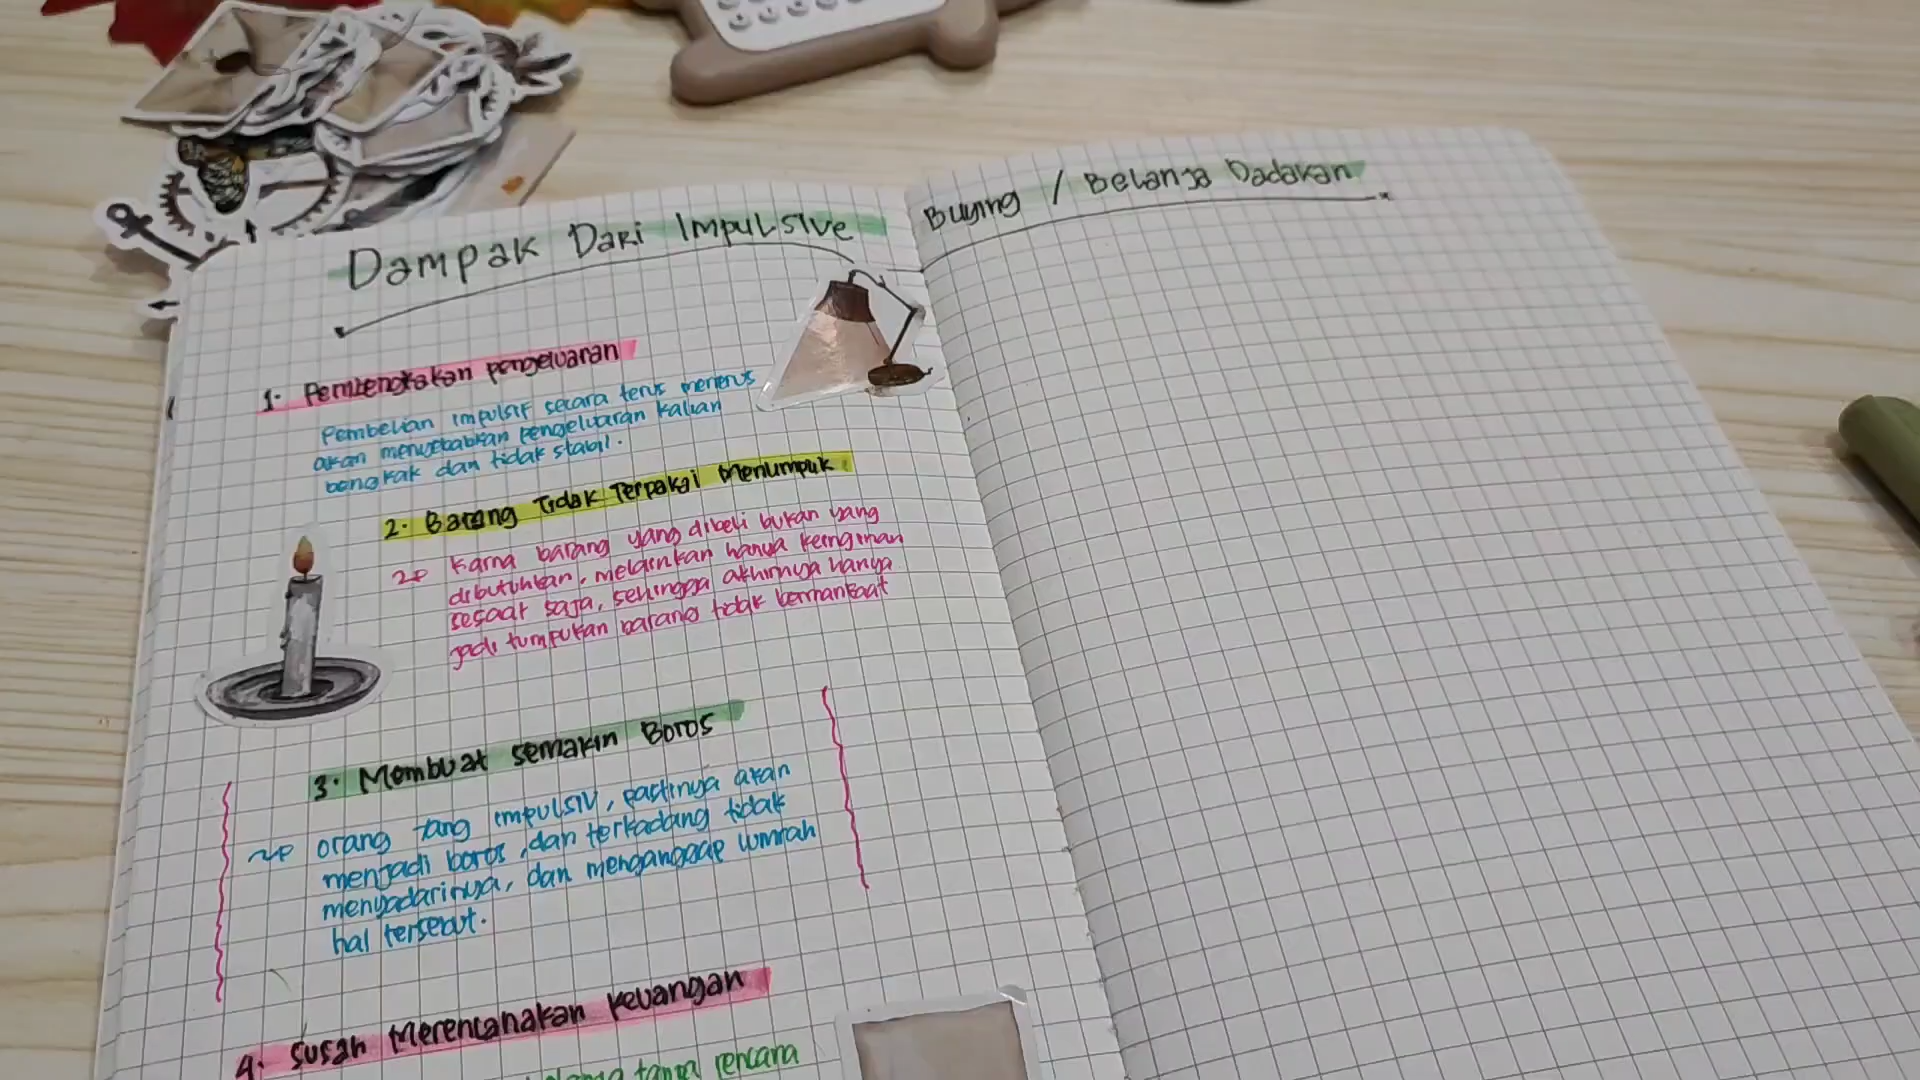 Dampak Dari Impulsive Buying / Belanja Dadakan
1. Pembengkakan pengeluaran
Pembelian impulsif secara terus menerus
akan menyebabkan pengeluaran kalian
bengkak dan tidak stabil.
2. Barang Tidak Terpakai Menumpuk
Karna barang yang dibeli bukan yang
dibutuhkan, melainkan hanya keinginan
sesaat saja, sehingga akhirnya hanya
jadi tumpukan barang tidak bermanfaat
3. Membuat semakin Boros
orang tang impulsiv, pastinya akan
menjadi boros, dan terkadang tidak
menyadarinya, dan menganggap lumrah
hal tersebut.
4. Susah Merencanakan keuangan
tanpa rencana